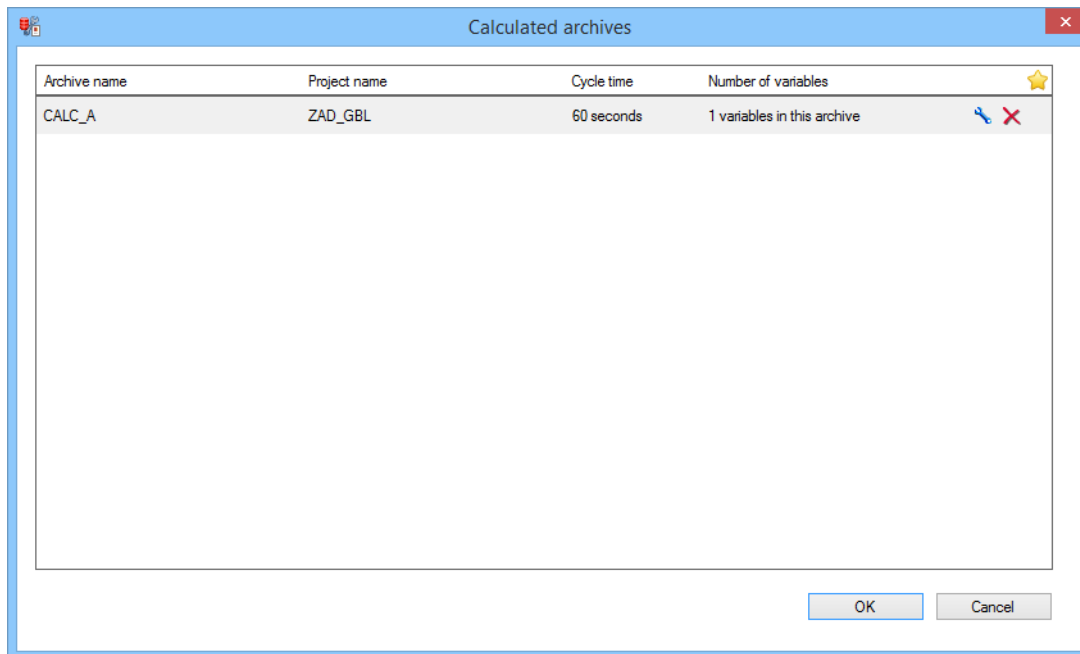 Calculated archives
Archive name Project name Cycle time Number of variables
CALC_A ZAD_GBL 60 seconds 1 variables in this archive
OK Cancel